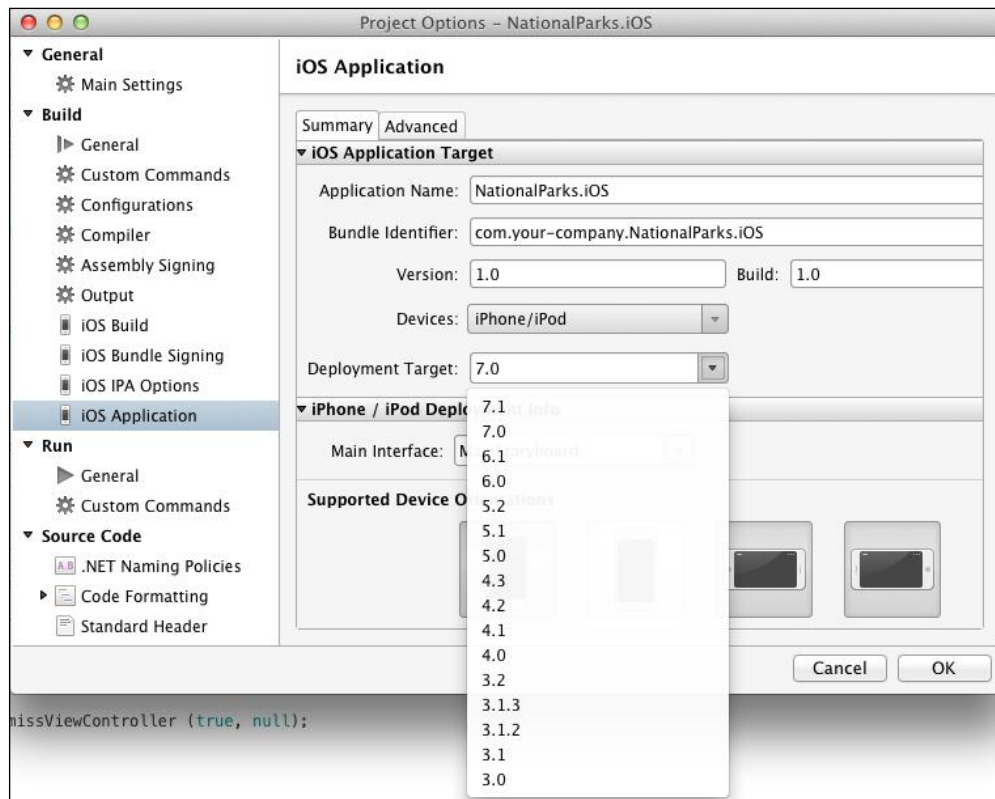 Project Options – NationalParks.iOS
General
Main Settings
Build
General
Custom Commands
Configurations
Compiler
Assembly Signing
Output
iOS Build
iOS Bundle Signing
iOS IPA Options
iOS Application
Run
General
Custom Commands
Source Code
A.B .NET Naming Policies
Code Formatting
Standard Header
iOS Application
Summary Advanced
iOS Application Target
Application Name: NationalParks.iOS
Bundle Identifier: com.your-company.NationalParks.iOS
Version: 1.0 Build: 1.0
Devices: iPhone/iPod
Deployment Target: 7.0
iPhone / iPod Deployment Info
Main Interface:
Supported Device Orientations
7.1
7.0
6.1
6.0
5.2
5.1
5.0
4.3
4.2
4.1
4.0
3.2
3.1.3
3.1.2
3.1
3.0
Cancel OK
missViewController (true, null);